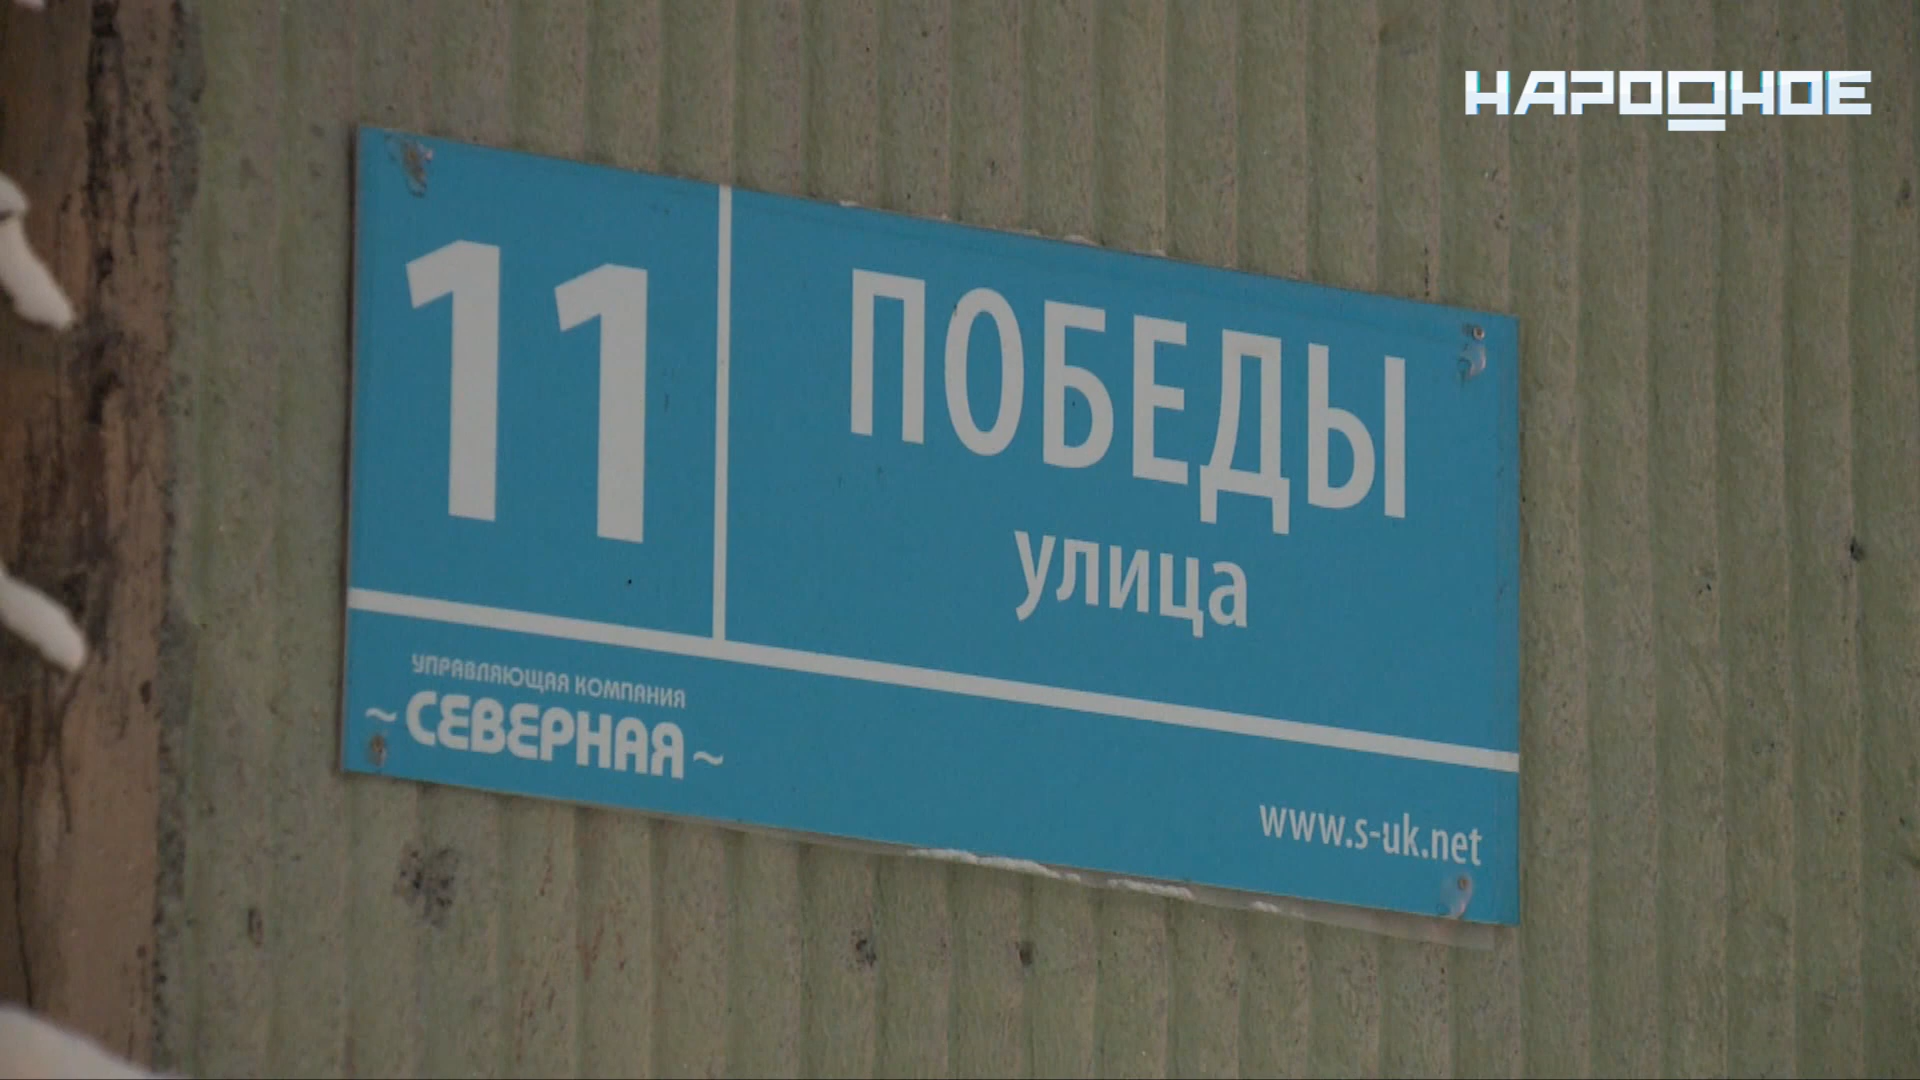 НАРОДНОЕ
11
ПОБЕДЫ
улица
УПРАВЛЯЮЩАЯ КОМПАНИЯ
~СЕВЕРНАЯ~
www.s-uk.net